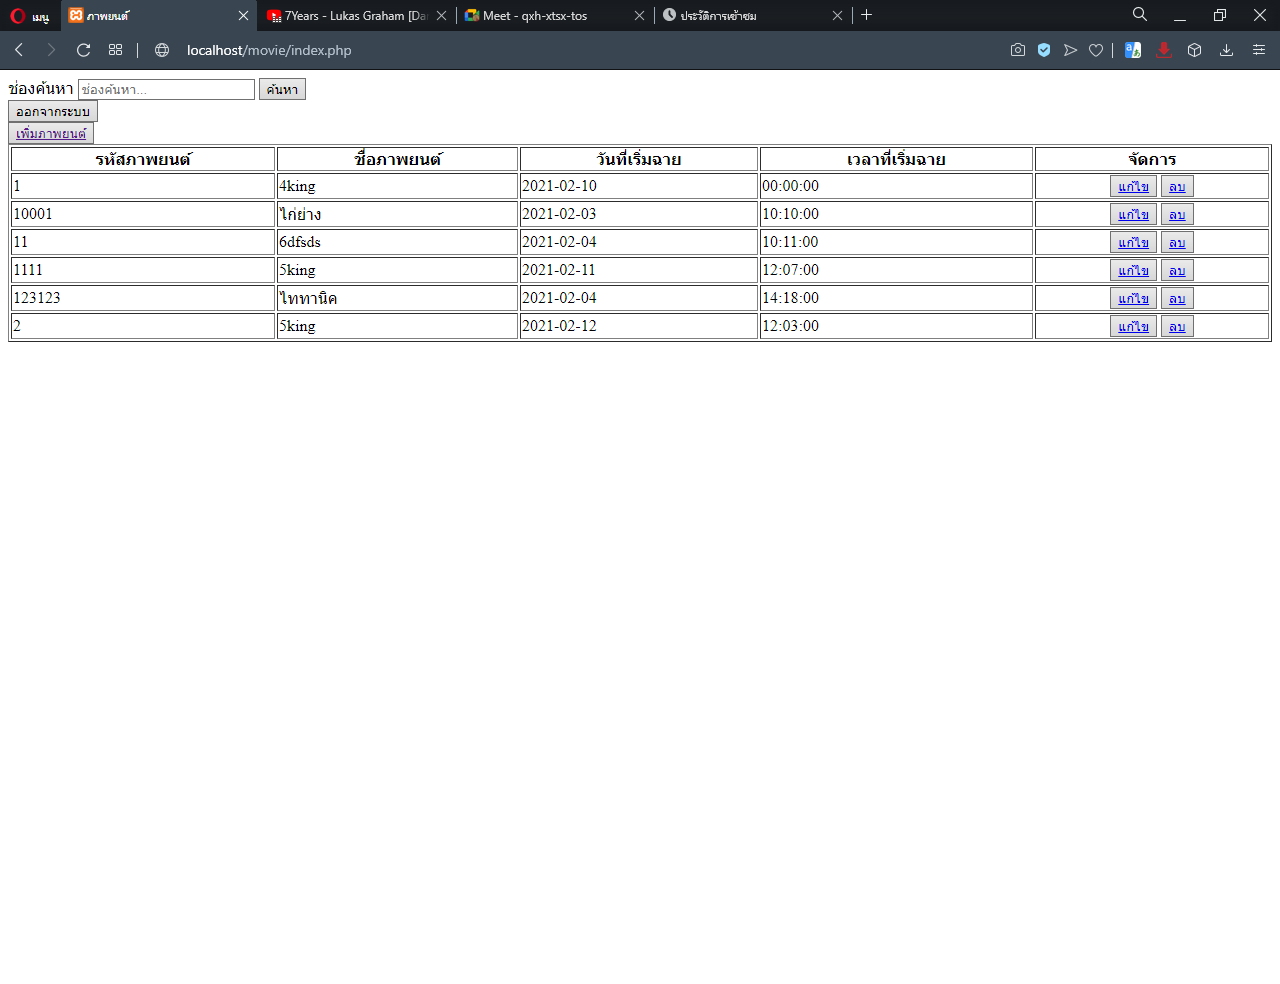 เมนู
ภาพยนต์
7Years - Lukas Graham [Da
Meet - qxh-xtsx-tos
ประวัติการเข้าชม
localhost/movie/index.php
ช่องค้นหา ช่องค้นหา... ค้นหา
ออกจากระบบ
เพิ่มภาพยนต์
รหัสภาพยนต์ ชื่อภาพยนต์ วันที่เริ่มฉาย เวลาที่เริ่มฉาย จัดการ
1 4king 2021-02-10 00:00:00 แก้ไข ลบ
10001 ไก่ย่าง 2021-02-03 10:10:00 แก้ไข ลบ
11 6dfsds 2021-02-04 10:11:00 แก้ไข ลบ
1111 5king 2021-02-11 12:07:00 แก้ไข ลบ
123123 ไททานิค 2021-02-04 14:18:00 แก้ไข ลบ
2 5king 2021-02-12 12:03:00 แก้ไข ลบ